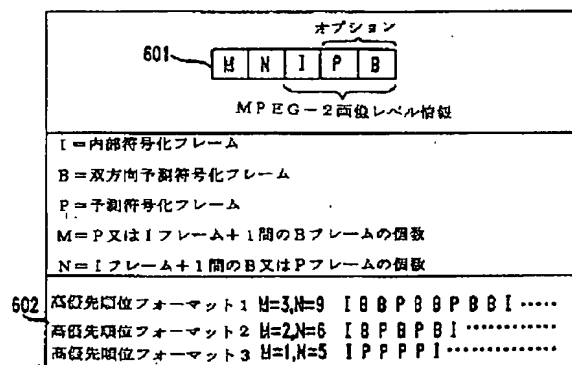 オプション
601 M N I P B
MPEG-2画像レベル情報
I=内部符号化フレーム
B=双方向予測符号化フレーム
P=予測符号化フレーム
M=P又はIフレーム+1間のBフレームの個数
N=Iフレーム+1間のB又はPフレームの個数
602 高優先順位フォーマット1 M=3,N=9 I B B P B B P B B I ‥‥
高優先順位フォーマット2 M=2,N=6 I B P B P B I ‥‥‥‥‥
高優先順位フォーマット3 M=1,N=5 I P P P P I ‥‥‥‥‥‥